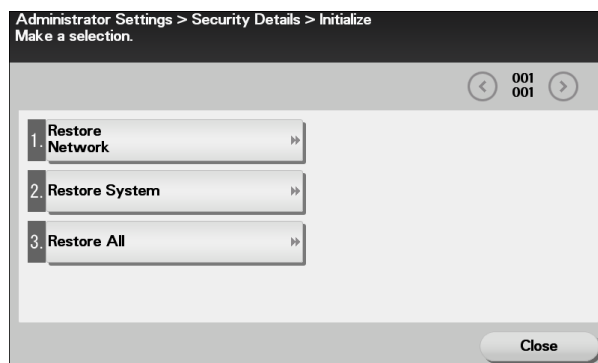 Administrator Settings > Security Details > Initialize
Make a selection.
001
001
1. Restore
Network
2. Restore System
3. Restore All
Close